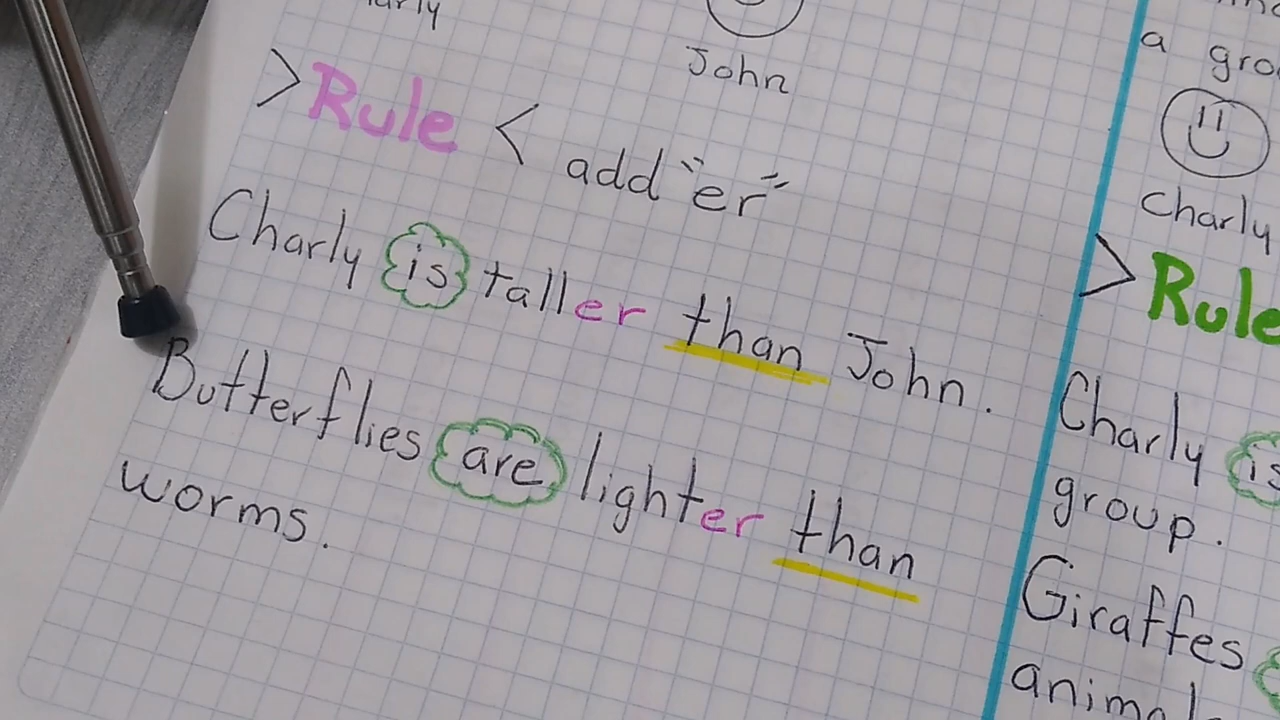 John
>Rule< add "er"
Charly is taller than John.
Butterflies are lighter than
worms.
a
Charly
>Rule
Charly is
group.
Giraffes